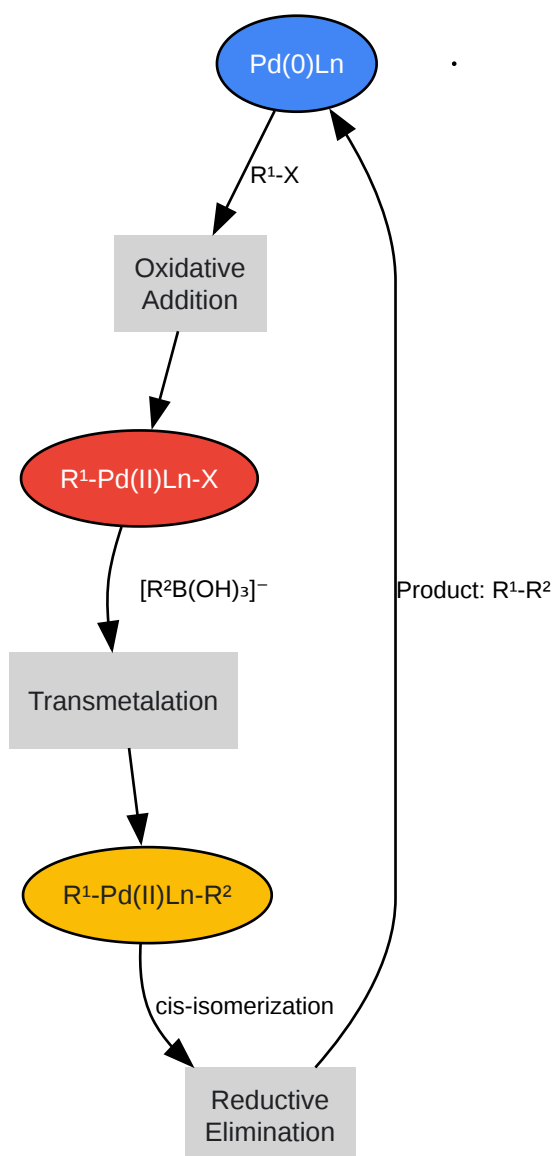 Pd(0)Ln
R¹-X
Oxidative
Addition
R¹-Pd(II)Ln-X
[R²B(OH)₃]⁻
Product: R¹-R²
Transmetalation
R¹-Pd(II)Ln-R²
cis-isomerization
Reductive
Elimination